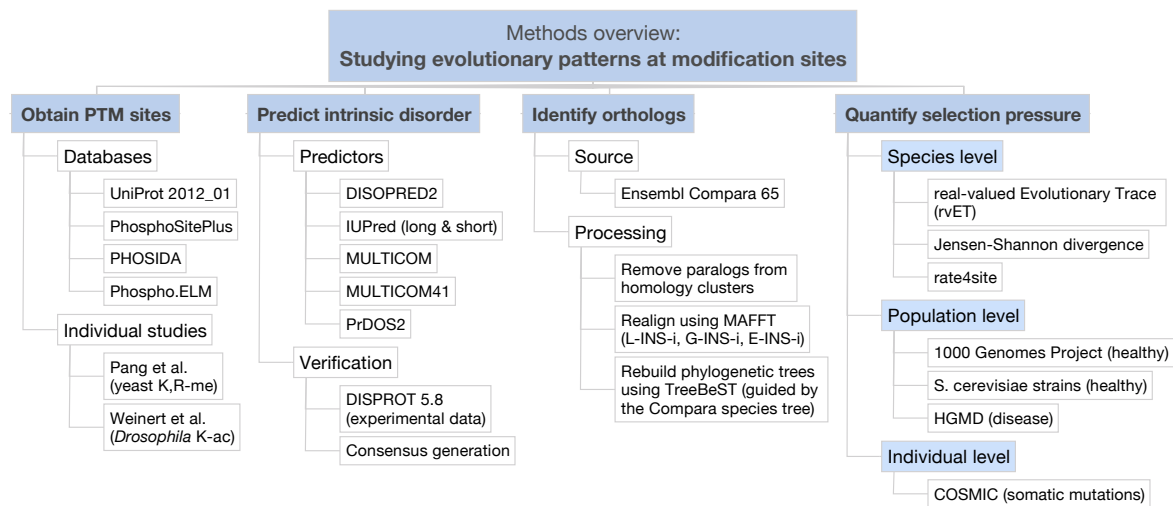 Methods overview:
Studying evolutionary patterns at modification sites
Obtain PTM sites
Databases
UniProt 2012_01
PhosphoSitePlus
PHOSIDA
Phospho.ELM
Individual studies
Pang et al.
(yeast K,R-me)
Weinert et al.
(Drosophila K-ac)
Predict intrinsic disorder
Predictors
DISOPRED2
IUPred (long & short)
MULTICOM
MULTICOM41
PrDOS2
Verification
DISPROT 5.8
(experimental data)
Consensus generation
Identify orthologs
Source
Ensembl Compara 65
Processing
Remove paralogs from
homology clusters
Realign using MAFFT
(L-INS-i, G-INS-i, E-INS-i)
Rebuild phylogenetic trees
using TreeBeST (guided by
the Compara species tree)
Quantify selection pressure
Species level
real-valued Evolutionary Trace
(rvET)
Jensen-Shannon divergence
rate4site
Population level
1000 Genomes Project (healthy)
S. cerevisiae strains (healthy)
HGMD (disease)
Individual level
COSMIC (somatic mutations)